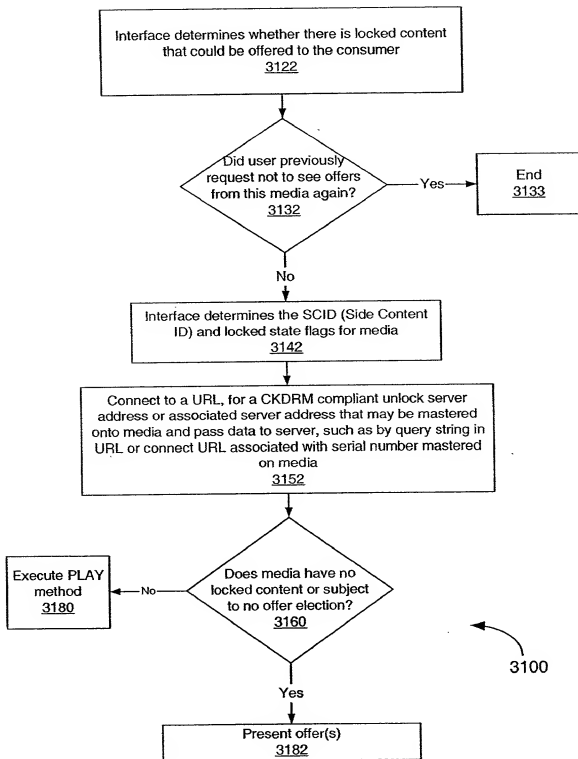 Interface determines whether there is locked content
that could be offered to the consumer
3122
Did user previously
request not to see offers
from this media again?
3132
Yes
End
3133
No
Interface determines the SCID (Side Content
ID) and locked state flags for media
3142
Connect to a URL, for a CKDRM compliant unlock server
address or associated server address that may be mastered
onto media and pass data to server, such as by query string in
URL or connect URL associated with serial number mastered
on media
3152
Does media have no
locked content or subject
to no offer election?
3160
No
Execute PLAY
method
3180
3100
Yes
Present offer(s)
3182